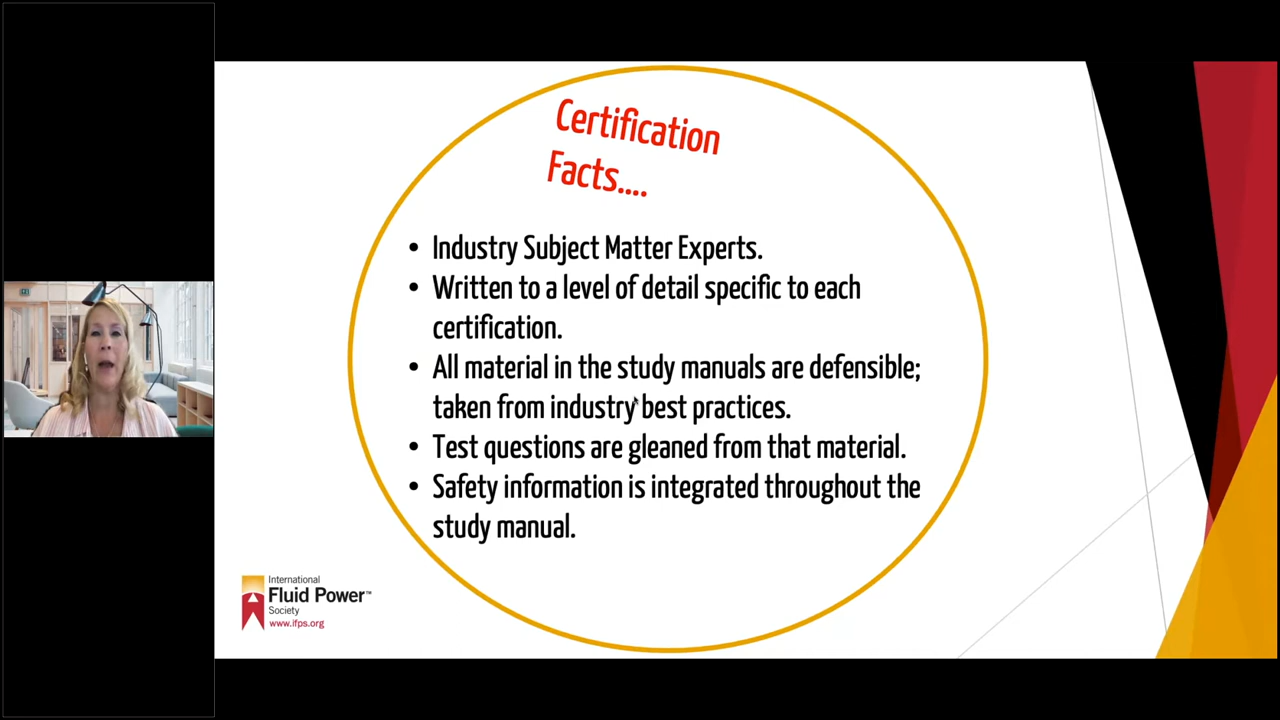 Certification
Facts....
• Industry Subject Matter Experts.
• Written to a level of detail specific to each
certification.
• All material in the study manuals are defensible;
taken from industry best practices.
• Test questions are gleaned from that material.
• Safety information is integrated throughout the
study manual.
International
Fluid Power™
Society
www.ifps.org